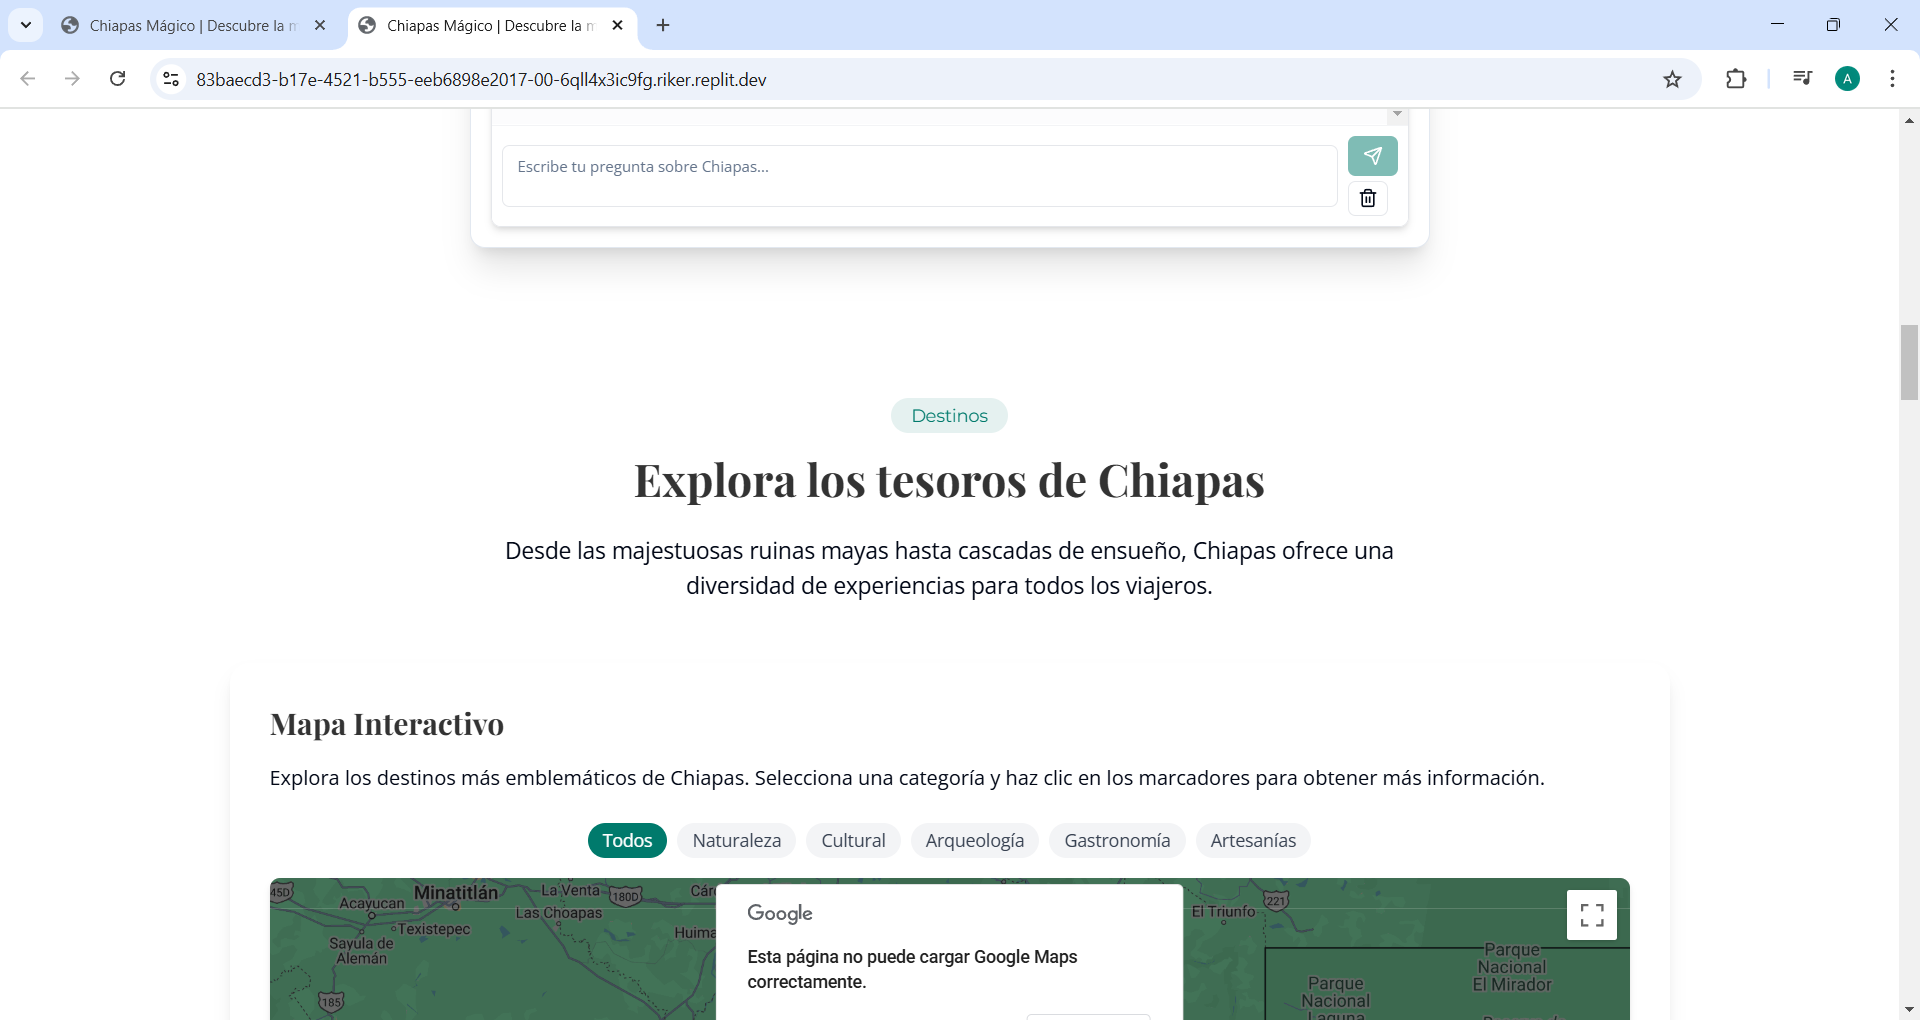 Chiapas Mágico | Descubre la m
Chiapas Mágico | Descubre la m
83baecd3-b17e-4521-b555-eeb6898e2017-00-6qll4x3ic9fg.riker.replit.dev
A
Escribe tu pregunta sobre Chiapas...
Destinos
Explora los tesoros de Chiapas
Desde las majestuosas ruinas mayas hasta cascadas de ensueño, Chiapas ofrece una
diversidad de experiencias para todos los viajeros.
Mapa Interactivo
Explora los destinos más emblemáticos de Chiapas. Selecciona una categoría y haz clic en los marcadores para obtener más información.
Todos
Naturaleza
Cultural
Arqueología
Gastronomía
Artesanías
45D
Minatitlán
La Venta
180D
Cár
Acayucan
Las Choapas
Texistepec
Huima
Sayula de
Alemán
185
Google
Esta página no puede cargar Google Maps
correctamente.
El Triunfo
221
Parque
Nacional
El Mirador
Parque
Nacional
Laguna